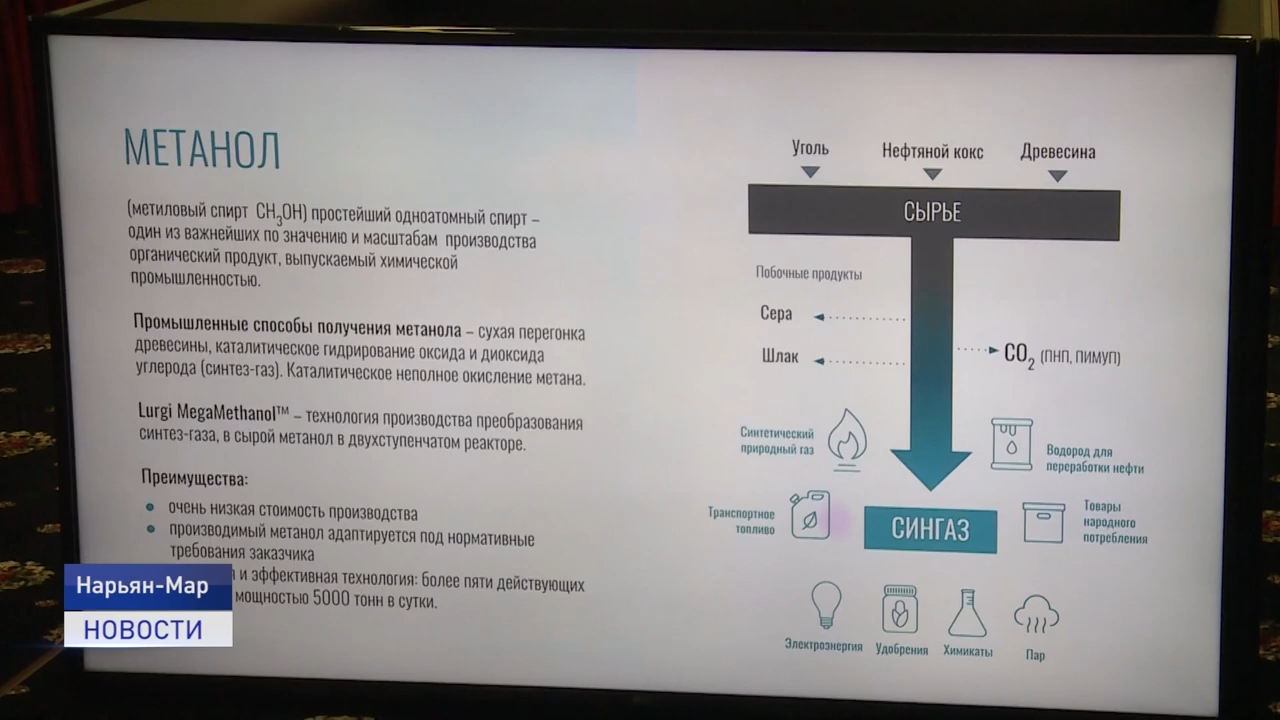 МЕТАНОЛ
(метиловый спирт CH3OH) простейший одноатомный спирт –
один из важнейших по значению и масштабам производства
органический продукт, выпускаемый химической
промышленностью.
Промышленные способы получения метанола – сухая перегонка
древесины, каталитическое гидрирование оксида и диоксида
углерода (синтез-газ). Каталитическое неполное окисление метана.
Lurgi MegaMethanol™ – технология производства преобразования
синтез-газа, в сырой метанол в двухступенчатом реакторе.
Преимущества:
очень низкая стоимость производства
производимый метанол адаптируется под нормативные
требования заказчика
и эффективная технология: более пяти действующих
мощностью 5000 тонн в сутки.
Уголь
Нефтяной кокс
Древесина
СЫРЬЕ
Побочные продукты
Сера
Шлак
CO2 (ПНП, ПИМУП)
Синтетический
природный газ
Водород для
переработки нефти
Транспортное
топливо
СИНГАЗ
Товары
народного
потребления
Электроэнергия
Удобрения
Химикаты
Пар
Нарьян-Мар
НОВОСТИ